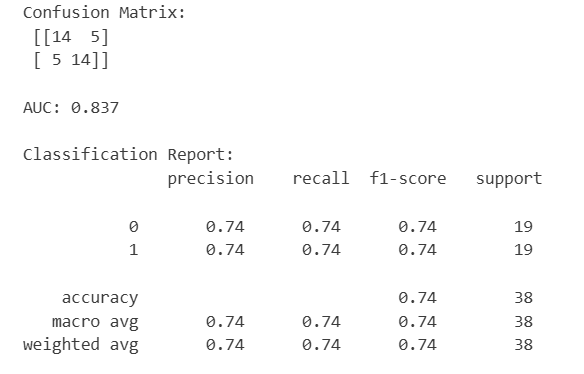 Confusion Matrix:
[[14  5]
[ 5 14]]
AUC: 0.837
Classification Report:
precision    recall  f1-score   support
0       0.74      0.74      0.74        19
1       0.74      0.74      0.74        19
accuracy                           0.74        38
macro avg       0.74      0.74      0.74        38
weighted avg       0.74      0.74      0.74        38